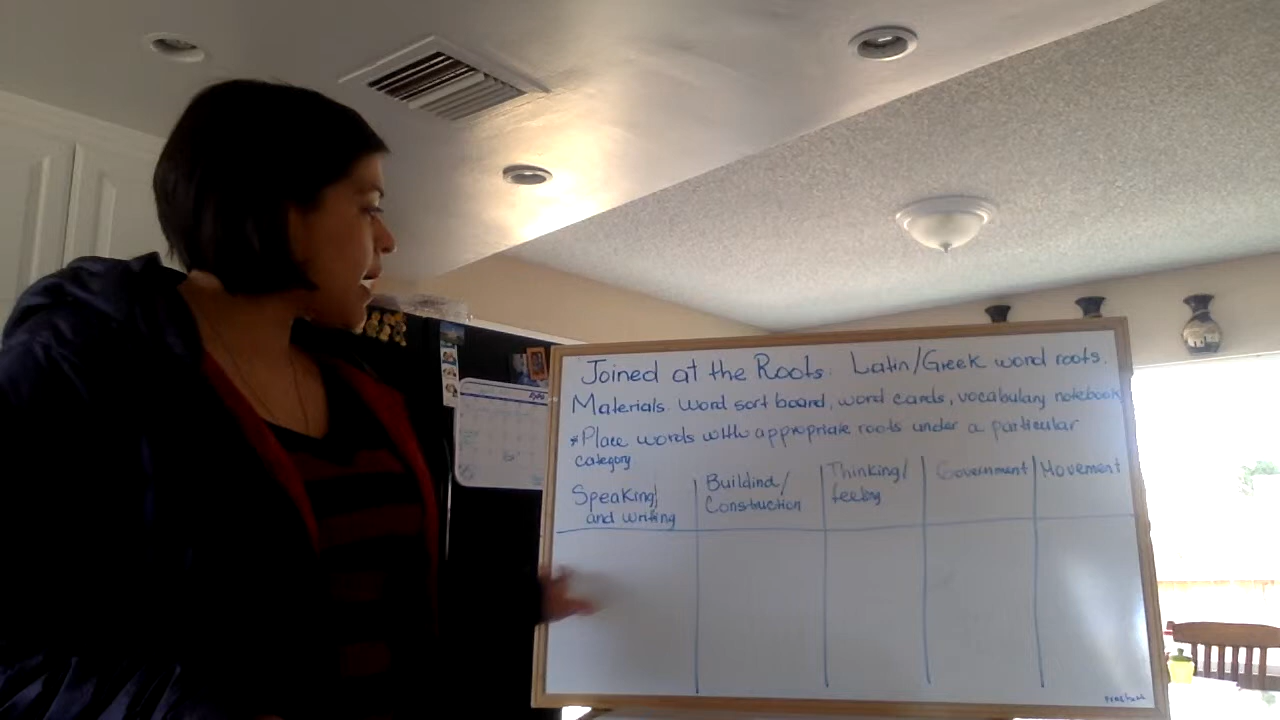 Joined at the Roots: Latin/Greek word roots.
Materials: Word sort board, word cards, vocabulary notebook
*Place words with appropriate roots under a particular
category
Speaking/ and writing
Buildind/ Construction
Thinking/ feeling
Government
Movement